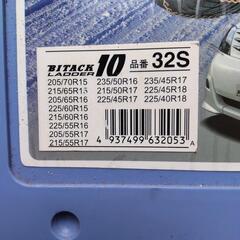 BITACK
LADDER 10 品番 32S
205/70R15 235/50R16 235/45R17
215/65R15 215/50R17 225/45R18
205/65R16 225/45R17 225/40R18
225/60R15
215/60R16
225/55R16
205/55R17
215/55R17
4 937499 632053 A